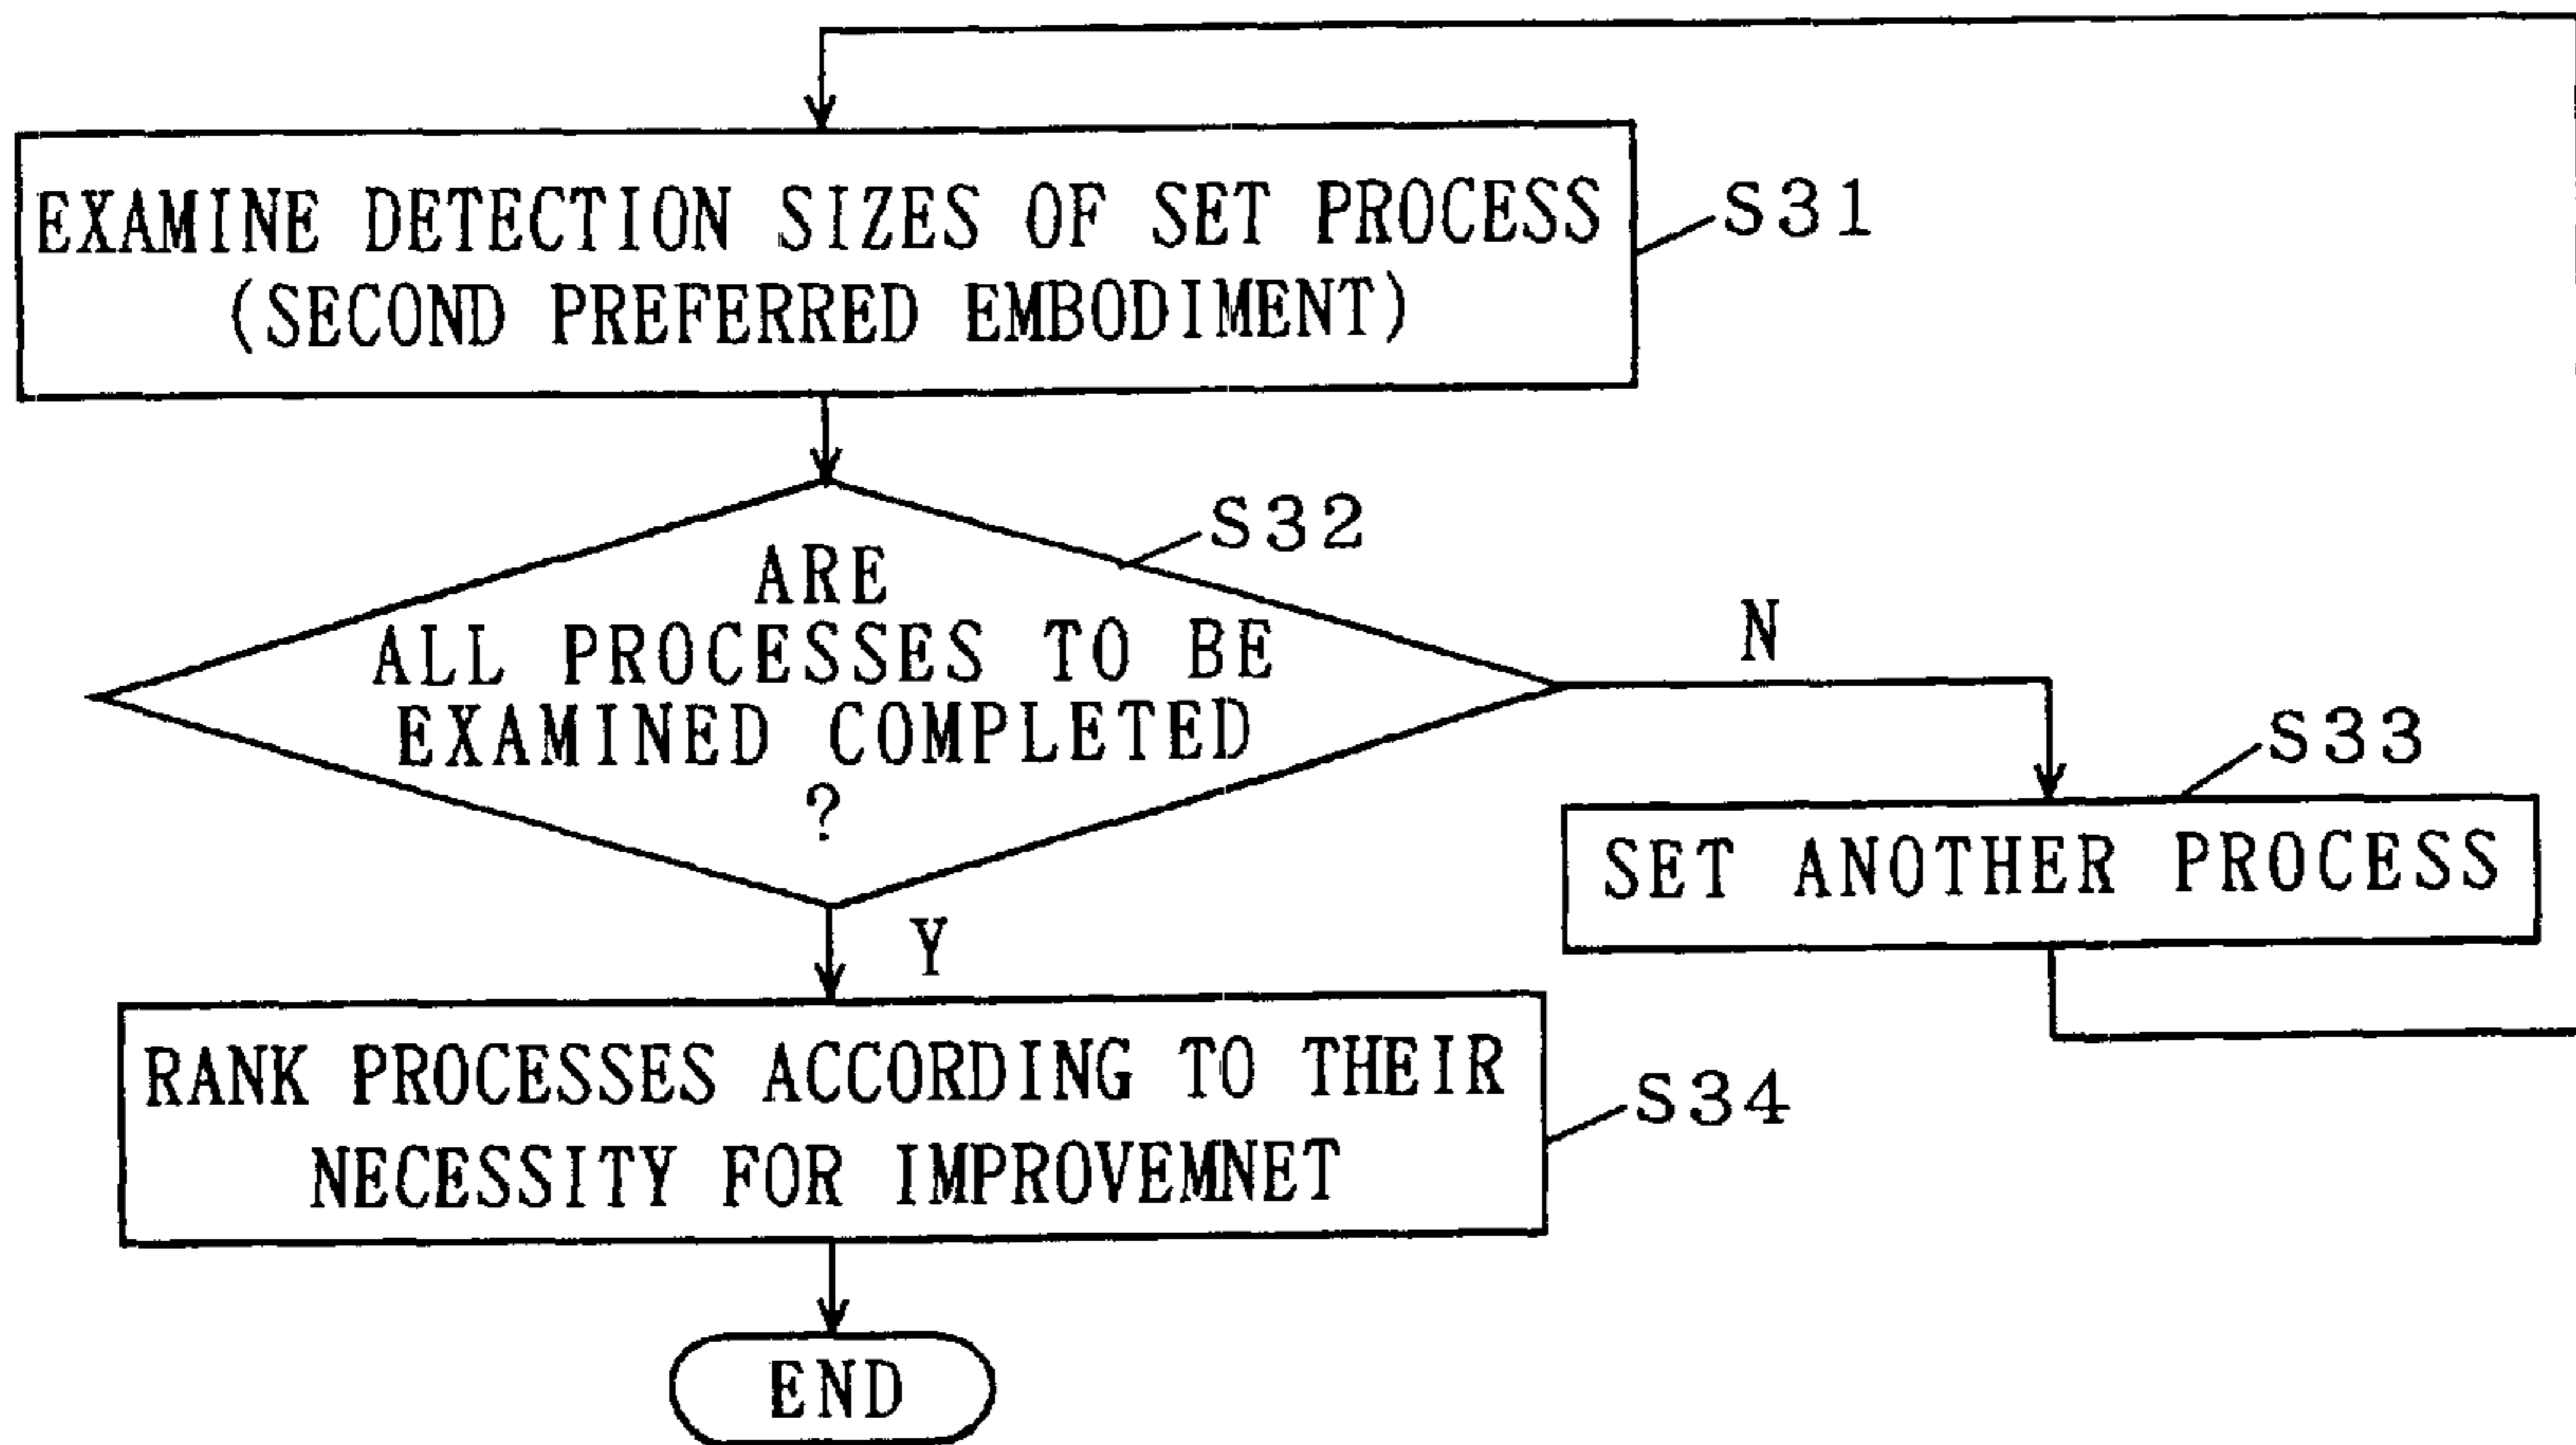 EXAMINE DETECTION SIZES OF SET PROCESS
(SECOND PREFERRED EMBODIMENT)
S31
S32
ARE
ALL PROCESSES TO BE
EXAMINED COMPLETED
?
N
S33
SET ANOTHER PROCESS
Y
RANK PROCESSES ACCORDING TO THEIR
NECESSITY FOR IMPROVEMNET
S34
END